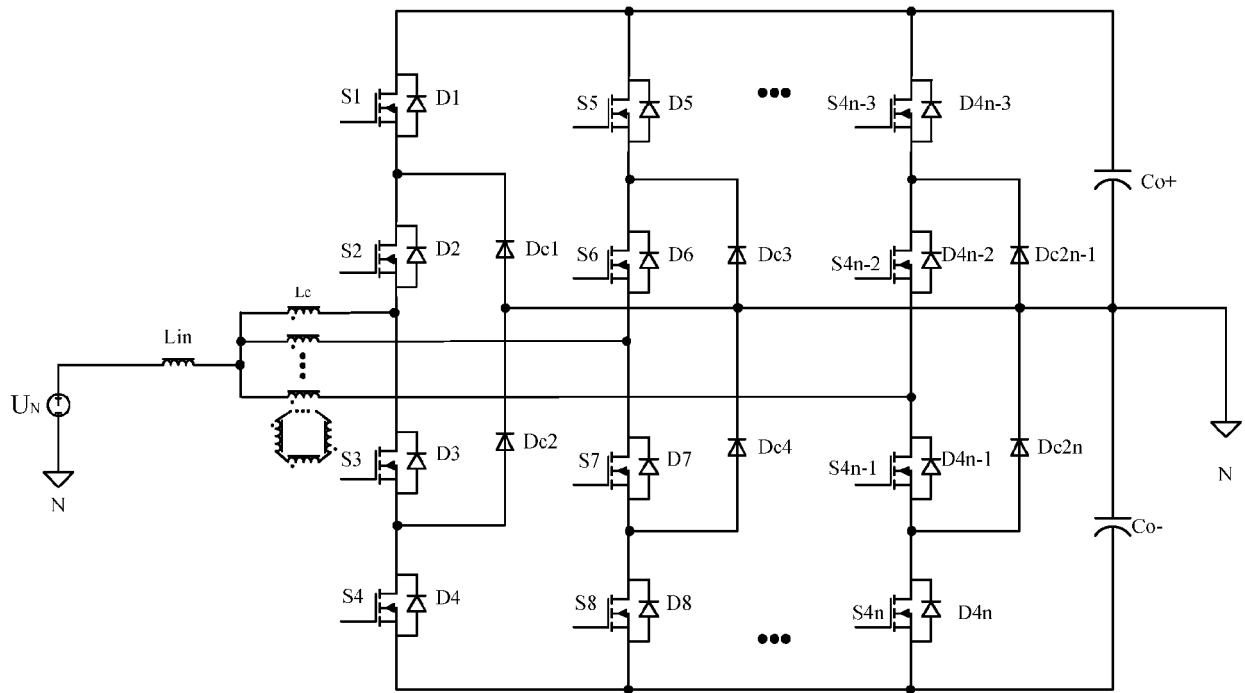 S1 D1 S5 D5 ••• S4n-3 D4n-3
Co+
S2 D2 Dc1 S6 D6 Dc3 S4n-2 D4n-2 Dc2n-1
Lc
Lin
UN
N
S3 D3 Dc2 S7 D7 Dc4 S4n-1 D4n-1 Dc2n
N
Co-
S4 D4 S8 D8 ••• S4n D4n